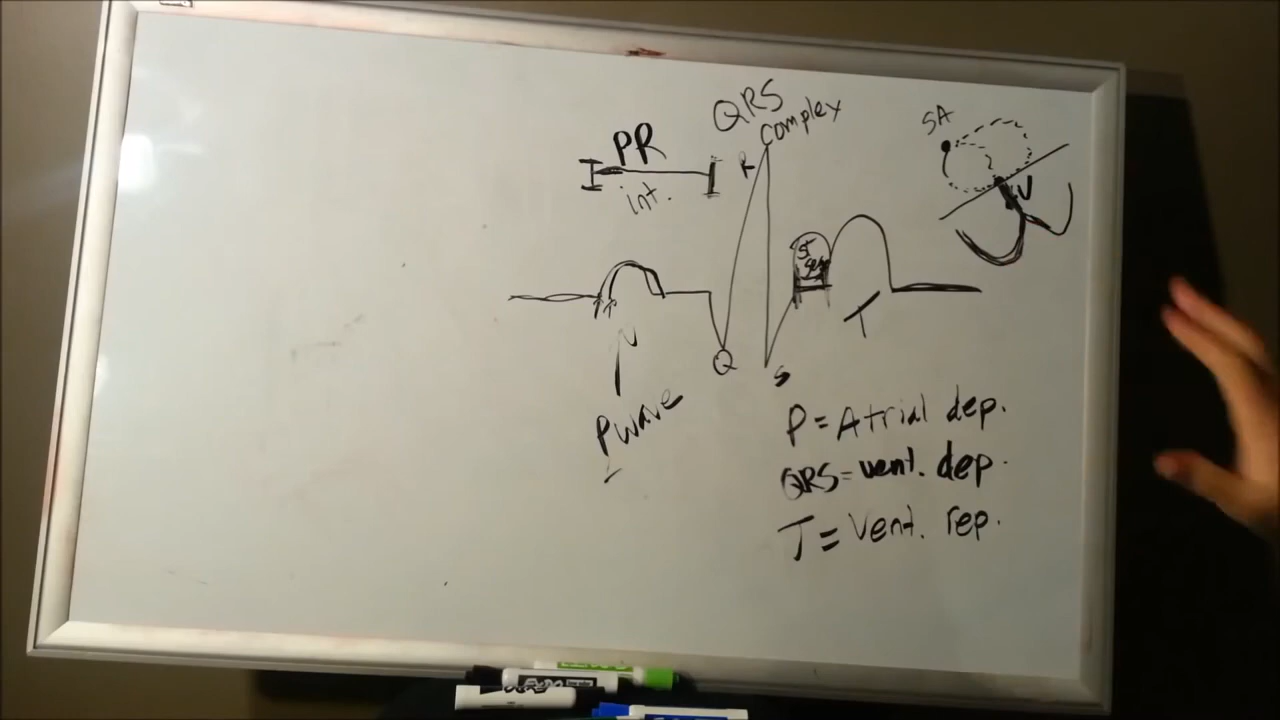 QRS
complex
PR
int.
R
SA
V
ST
seg
Q
S
T
P wave
P = Atrial dep.
QRS = vent. dep.
T = Vent. rep.